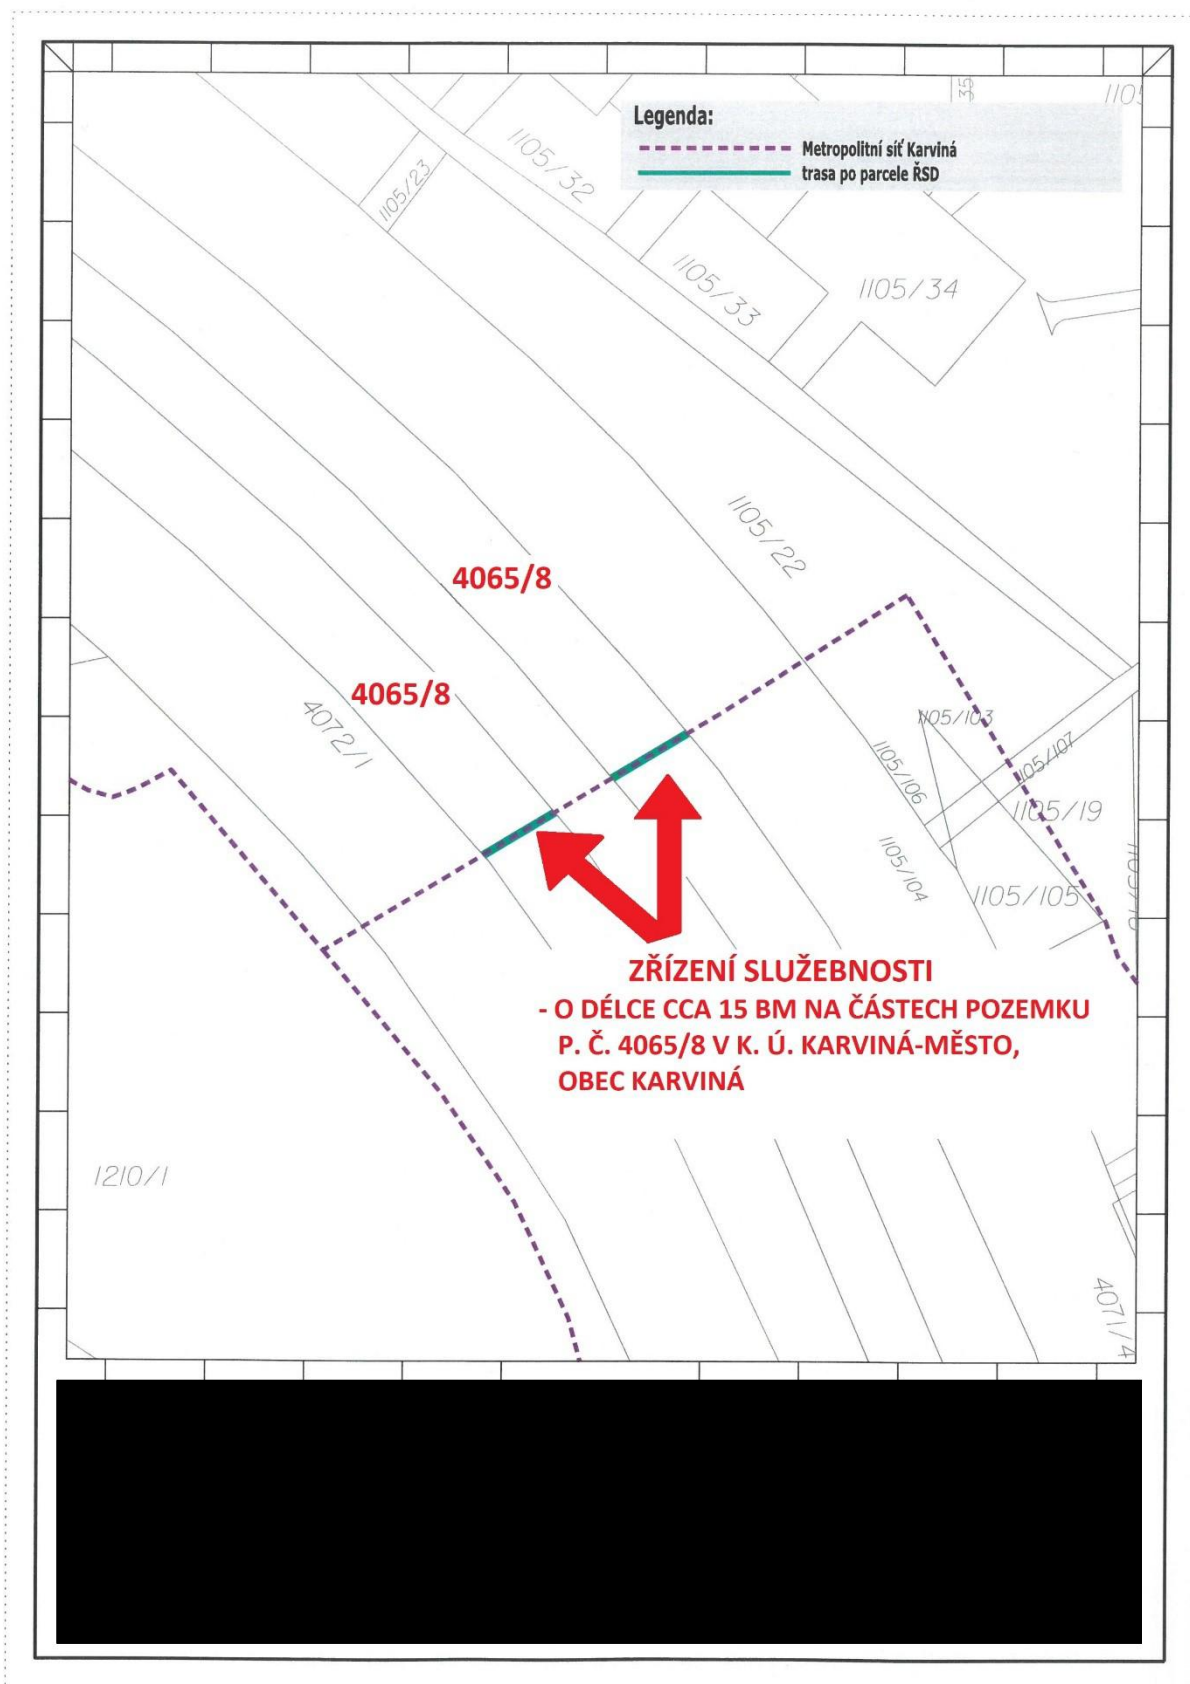 35
Legenda:
Metropolitní síť Karviná
trasa po parcele ŘSD
1105/32
1105/23
1105/33
1105/34
1105/22
4065/8
4065/8
4072/1
1105/103
1105/107
1105/106
1105/19
1105/104
1105/105
ZŘÍZENÍ SLUŽEBNOSTI
- O DÉLCE CCA 15 BM NA ČÁSTECH POZEMKU
P. Č. 4065/8 V K. Ú. KARVINÁ-MĚSTO,
OBEC KARVINÁ
1210/1
4071/4